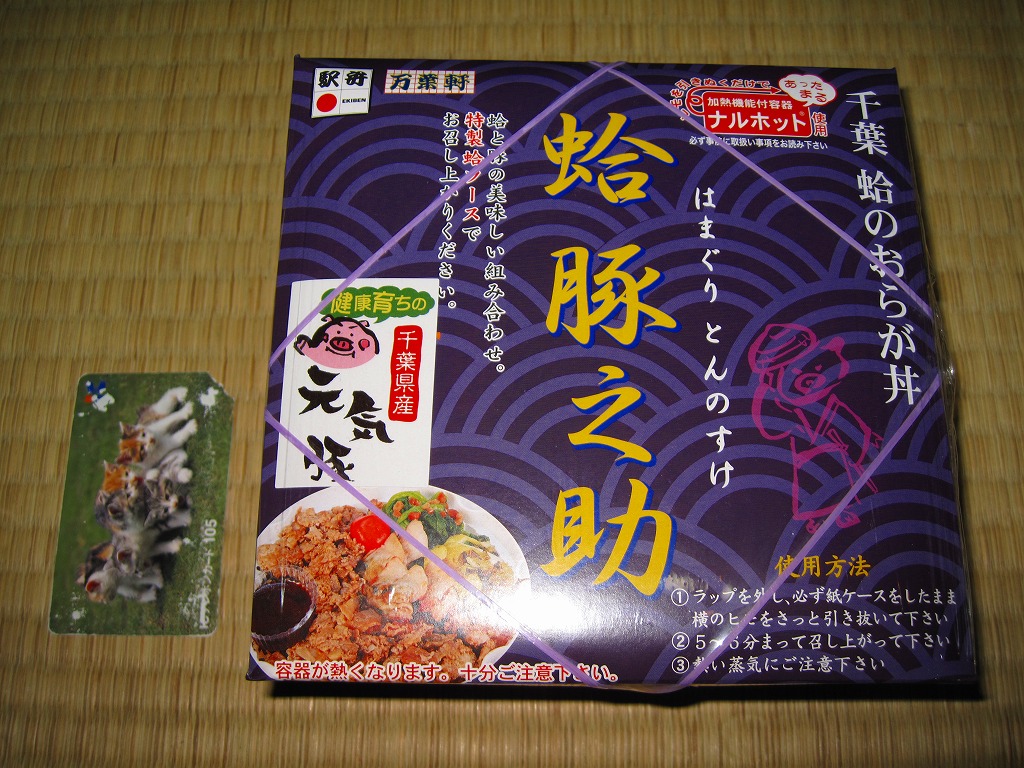 駅弁
EKIBEN
万葉軒
ひもを引きぬくだけで
あった
まる
加熱機能付容器
ナルホット
使用
必ず事前に取扱い事項をお読み下さい
千葉 蛤のおらが丼
はまぐり とんのすけ
蛤豚之助
蛤と豚の美味しい組み合わせ。
特製蛤ソースで
お召し上がりください。
健康育ちの
千葉県産
元気豚
使用方法
①ラップを外し、必ず紙ケースをしたまま
横のヒモをさっと引き抜いて下さい
②5~6分まって召し上がって下さい
③熱い蒸気にご注意下さい
容器が熱くなります。十分ご注意下さい。
105